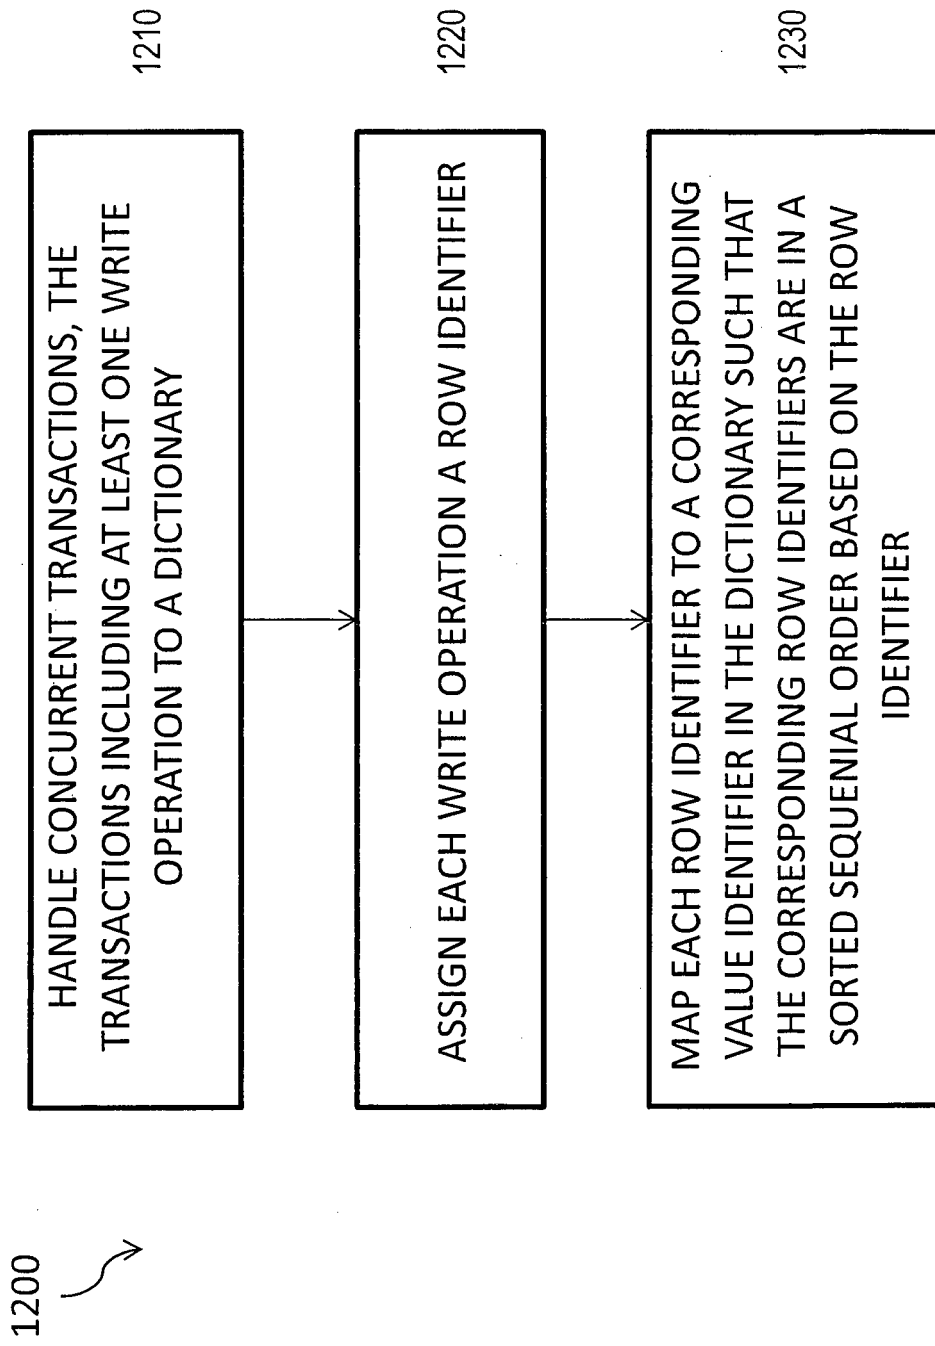 1200
HANDLE CONCURRENT TRANSACTIONS, THE
TRANSACTIONS INCLUDING AT LEAST ONE WRITE
OPERATION TO A DICTIONARY
1210
ASSIGN EACH WRITE OPERATION A ROW IDENTIFIER
1220
MAP EACH ROW IDENTIFIER TO A CORRESPONDING
VALUE IDENTIFIER IN THE DICTIONARY SUCH THAT
THE CORRESPONDING ROW IDENTIFIERS ARE IN A
SORTED SEQUENIAL ORDER BASED ON THE ROW
IDENTIFIER
1230